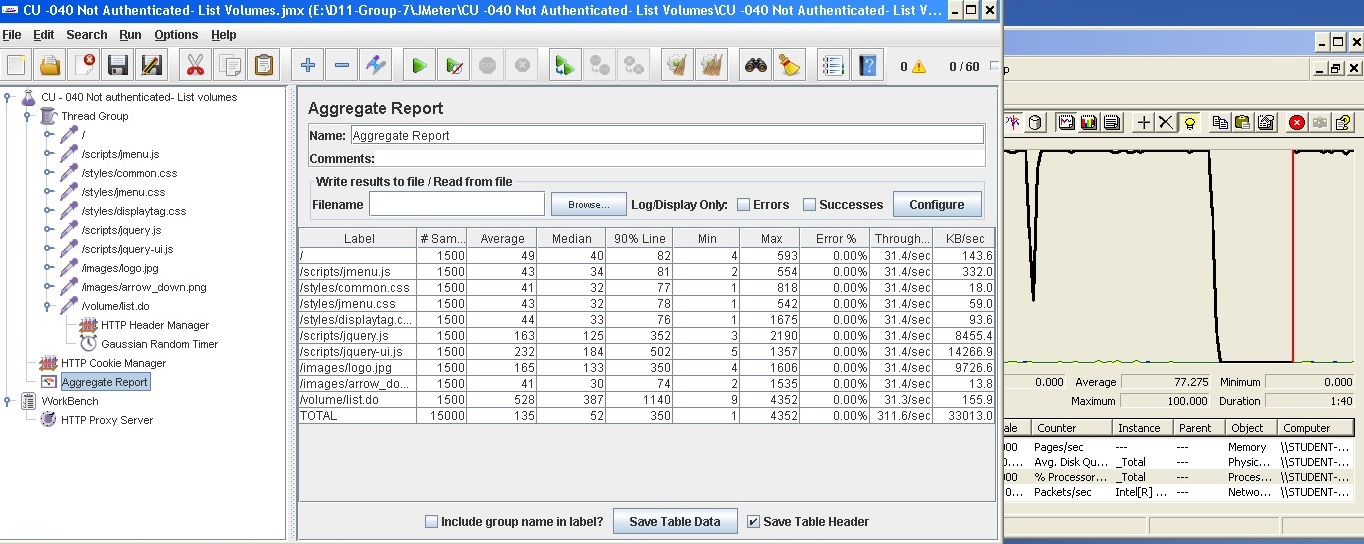 CU -040 Not Authenticated- List Volumes.jmx (E:\D11-Group-7\JMeter\CU -040 Not Authenticated- List Volumes\CU -040 Not Authenticated- List V...
File Edit Search Run Options Help
0 0 / 60
CU - 040 Not authenticated- List volumes
Thread Group
/
/scripts/jmenu.js
/styles/common.css
/styles/jmenu.css
/styles/displaytag.css
/scripts/jquery.js
/scripts/jquery-ui.js
/images/logo.jpg
/images/arrow_down.png
/volume/list.do
HTTP Header Manager
Gaussian Random Timer
HTTP Cookie Manager
Aggregate Report
WorkBench
HTTP Proxy Server
Aggregate Report
Name: Aggregate Report
Comments:
Write results to file / Read from file
Filename Browse... Log/Display Only: Errors Successes Configure
Label # Sam... Average Median 90% Line Min Max Error % Through... KB/sec
/ 1500 49 40 82 4 593 0.00% 31.4/sec 143.6
/scripts/jmenu.js 1500 43 34 81 2 554 0.00% 31.4/sec 332.0
/styles/common.css 1500 41 32 77 1 818 0.00% 31.4/sec 18.0
/styles/jmenu.css 1500 43 32 78 1 542 0.00% 31.4/sec 59.0
/styles/displaytag.c... 1500 44 33 76 1 1675 0.00% 31.4/sec 93.6
/scripts/jquery.js 1500 163 125 352 3 2190 0.00% 31.4/sec 8455.4
/scripts/jquery-ui.js 1500 232 184 502 5 1357 0.00% 31.4/sec 14266.9
/images/logo.jpg 1500 165 133 350 4 1606 0.00% 31.4/sec 9726.6
/images/arrow_do... 1500 41 30 74 2 1535 0.00% 31.4/sec 13.8
/volume/list.do 1500 528 387 1140 9 4352 0.00% 31.3/sec 155.9
TOTAL 15000 135 52 350 1 4352 0.00% 311.6/sec 33013.0
Include group name in label? Save Table Data Save Table Header
0.000 Average 77.275 Minimum 0.000
Maximum 100.000 Duration 1:40
ale Counter Instance Parent Object Computer
000 Pages/sec --- --- Memory \\STUDENT-...
0.... Avg. Disk Qu... _Total --- Physic... \\STUDENT-...
000 % Processor... _Total --- Proces... \\STUDENT-...
0.... Packets/sec Intel[R] ... --- Netwo... \\STUDENT-...